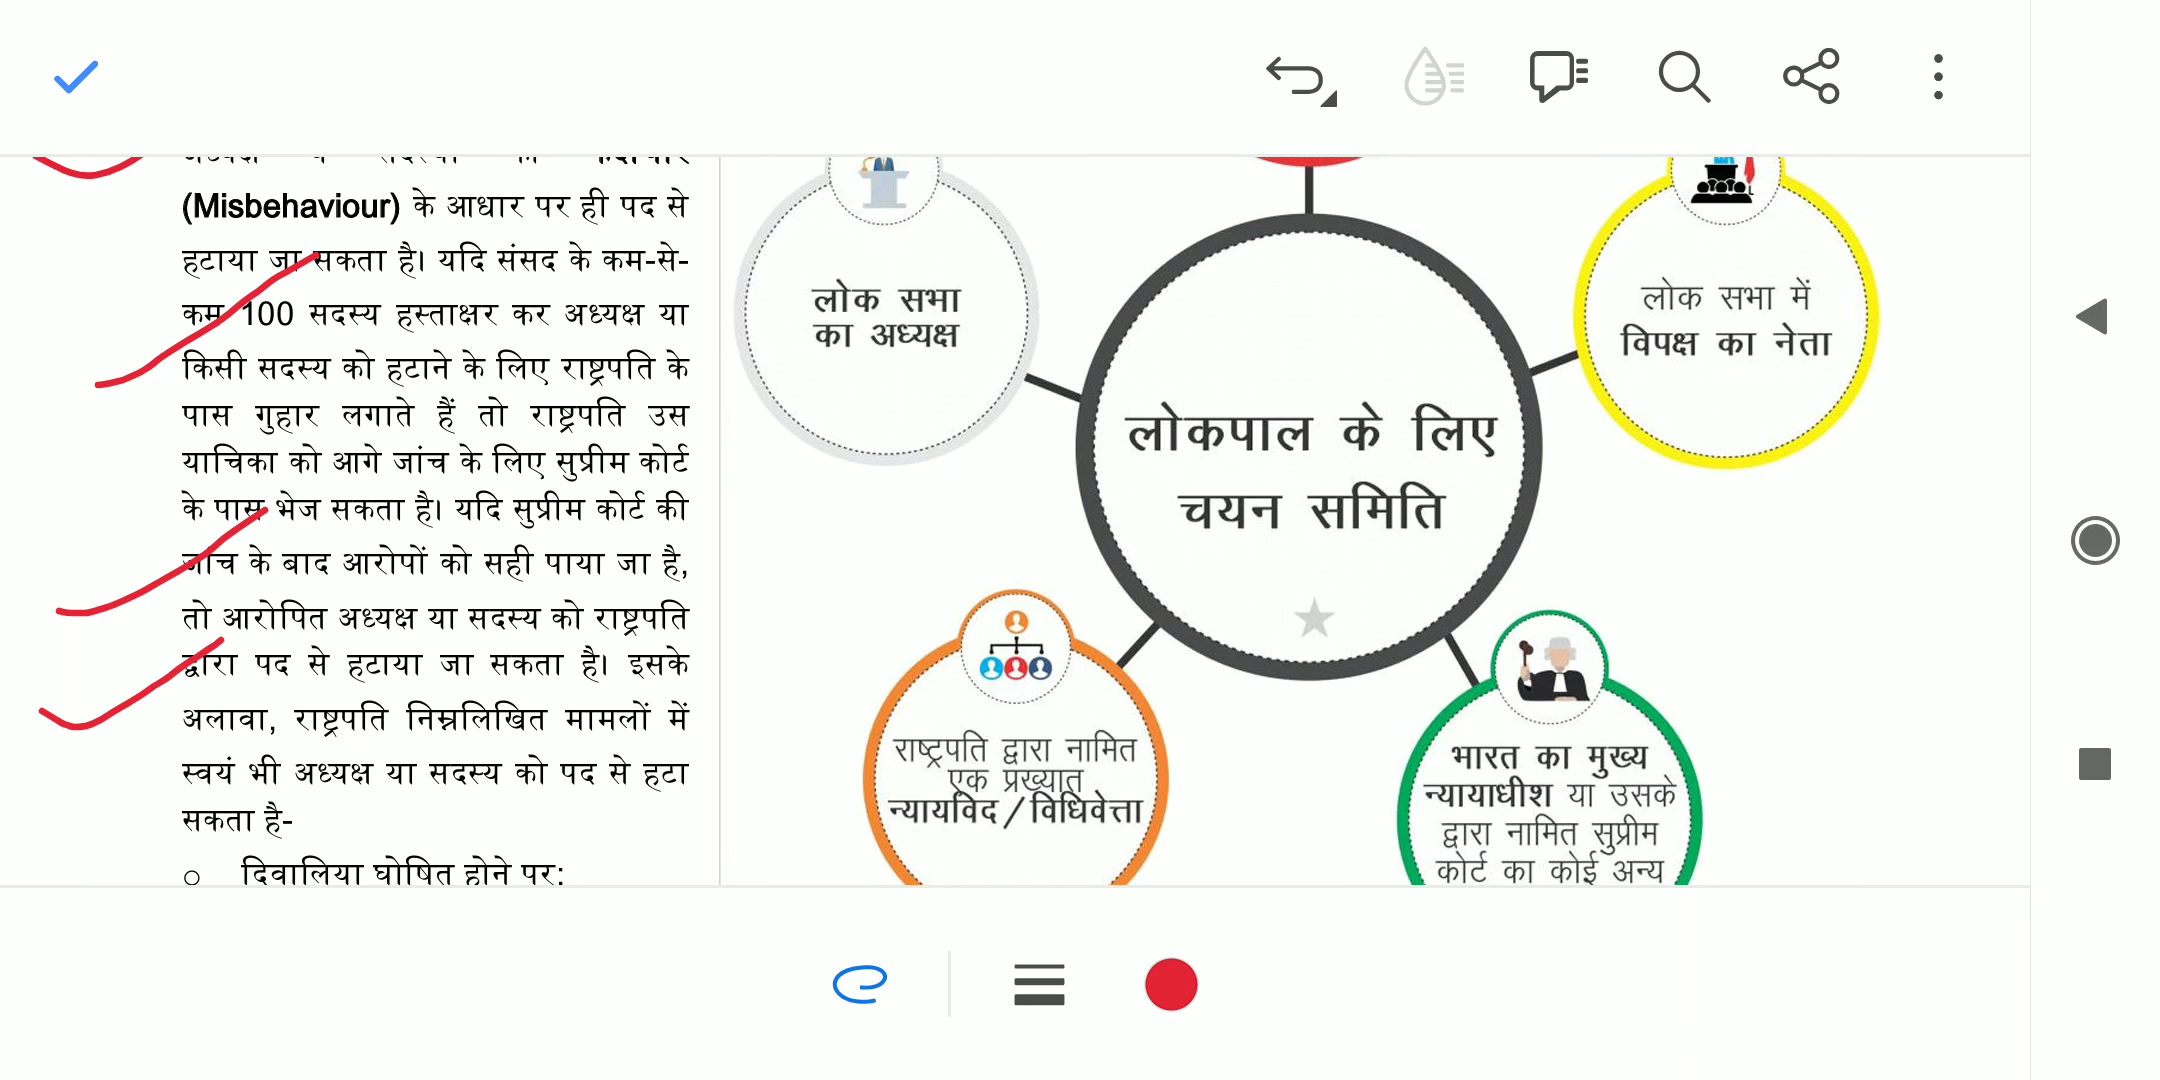 (Misbehaviour) के आधार पर ही पद से
हटाया जा सकता है। यदि संसद के कम-से-
कम 100 सदस्य हस्ताक्षर कर अध्यक्ष या
किसी सदस्य को हटाने के लिए राष्ट्रपति के
पास गुहार लगाते हैं तो राष्ट्रपति उस
याचिका को आगे जांच के लिए सुप्रीम कोर्ट
के पास भेज सकता है। यदि सुप्रीम कोर्ट की
जांच के बाद आरोपों को सही पाया जा है,
तो आरोपित अध्यक्ष या सदस्य को राष्ट्रपति
द्वारा पद से हटाया जा सकता है। इसके
अलावा, राष्ट्रपति निम्नलिखित मामलों में
स्वयं भी अध्यक्ष या सदस्य को पद से हटा
सकता है-
o दिवालिया घोषित होने पर:
लोक सभा
का अध्यक्ष
लोक सभा में
विपक्ष का नेता
लोकपाल के लिए
चयन समिति
राष्ट्रपति द्वारा नामित
एक प्रख्यात
न्यायविद/विधिवेत्ता
भारत का मुख्य
न्यायाधीश या उसके
द्वारा नामित सुप्रीम
कोर्ट का कोई अन्य